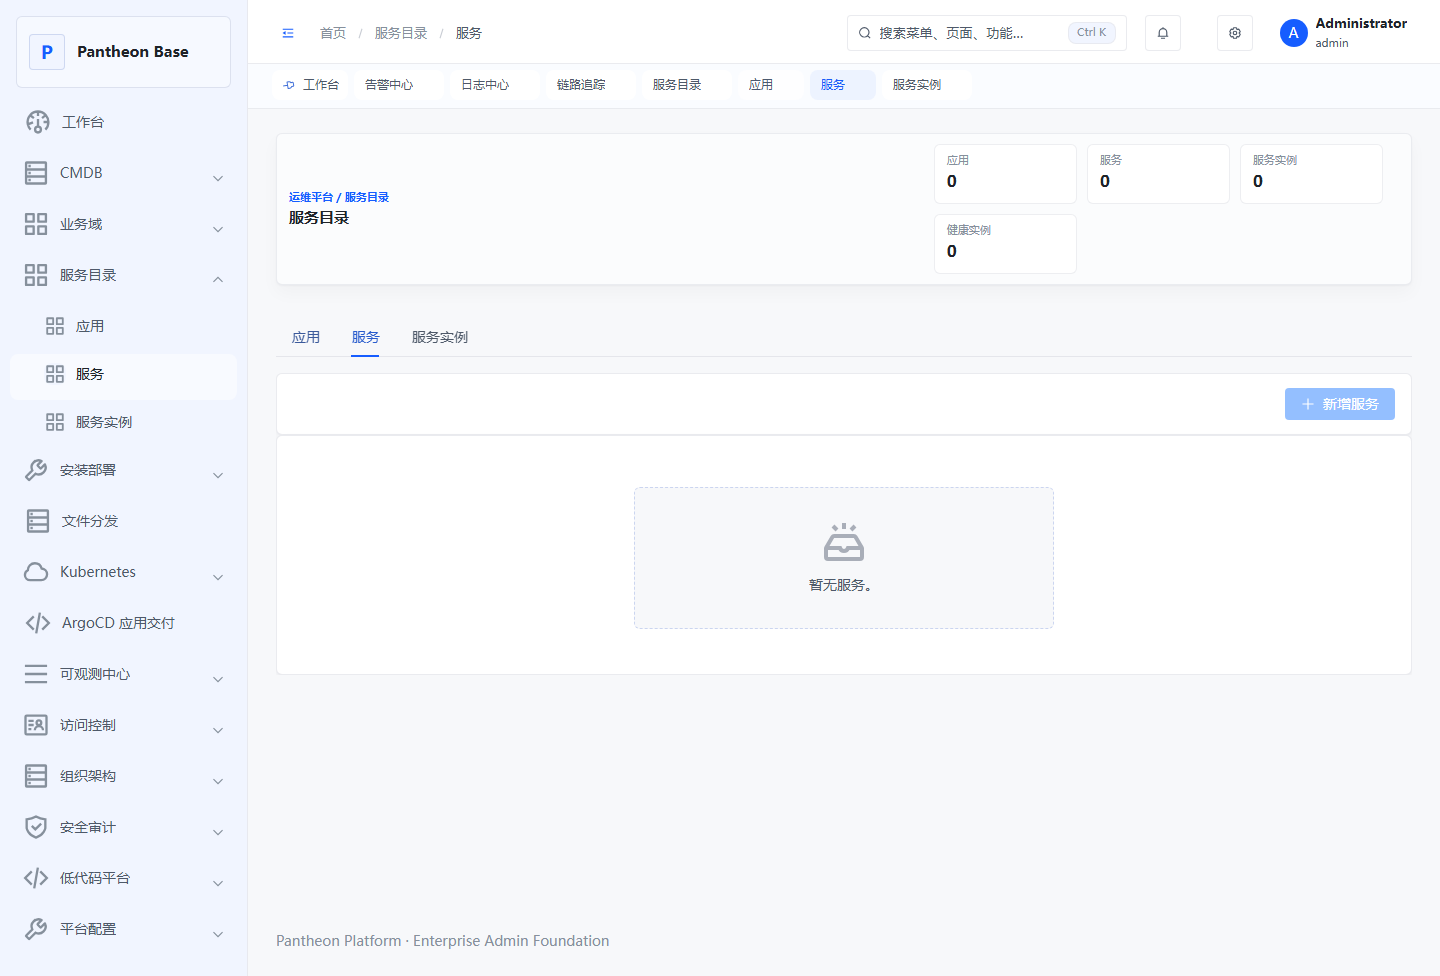 P Pantheon Base
工作台
CMDB
业务域
服务目录
应用
服务
服务实例
安装部署
文件分发
Kubernetes
ArgoCD 应用交付
可观测中心
访问控制
组织架构
安全审计
低代码平台
平台配置
首页 / 服务目录 / 服务
搜索菜单、页面、功能... Ctrl K
A Administrator
admin
工作台 告警中心 日志中心 链路追踪 服务目录 应用 服务 服务实例
运维平台 / 服务目录
服务目录
应用
0
服务
0
服务实例
0
健康实例
0
应用 服务 服务实例
新增服务
暂无服务。
Pantheon Platform · Enterprise Admin Foundation